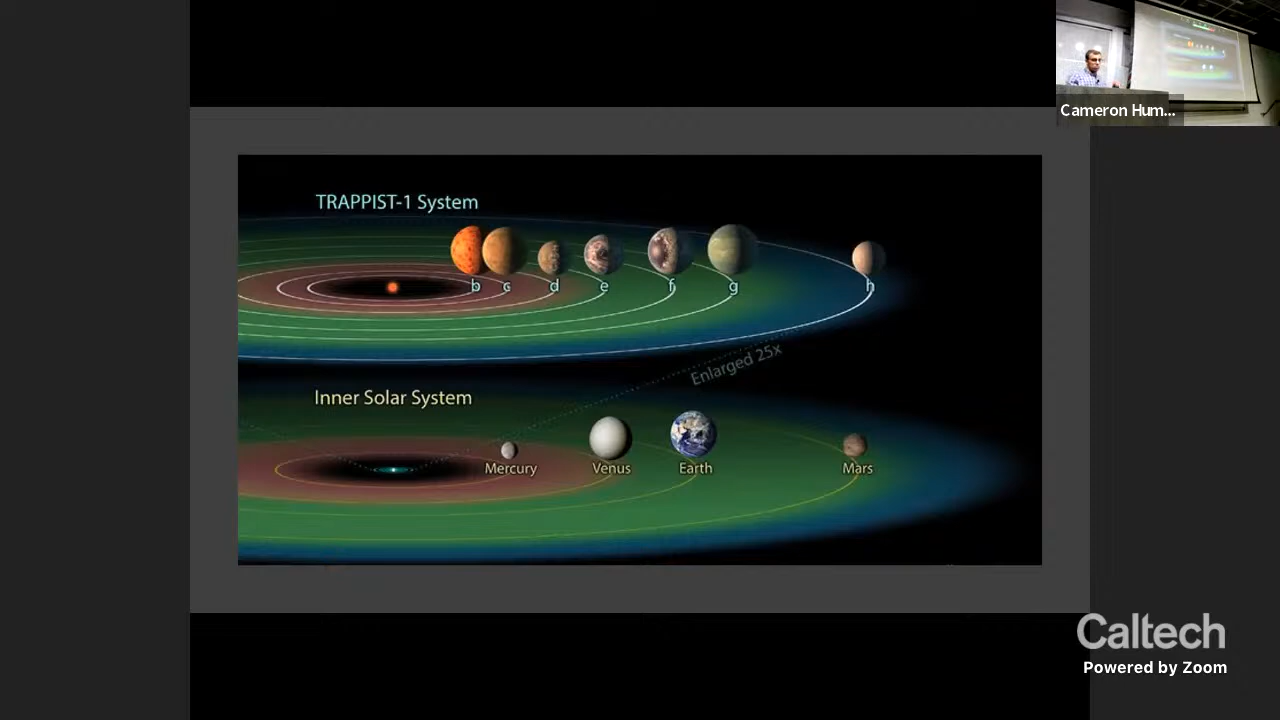 Cameron Hum...
TRAPPIST-1 System
b c d e f g h
Enlarged 25x
Inner Solar System
Mercury Venus Earth Mars
Caltech
Powered by Zoom